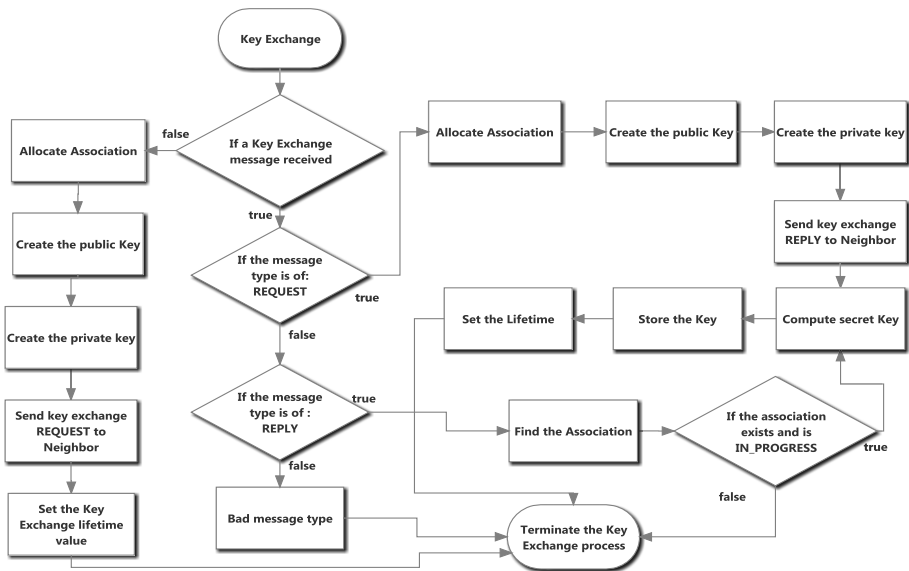 Key Exchange
If a Key Exchange
message received
false
true
Allocate Association
Create the public Key
Create the private key
Send key exchange
REQUEST to
Neighbor
Set the Key
Exchange lifetime
value
If the message
type is of:
REQUEST
true
false
Allocate Association
Create the public Key
Create the private key
Send key exchange
REPLY to Neighbor
Compute secret Key
Store the Key
Set the Lifetime
If the message
type is of :
REPLY
true
false
Find the Association
If the association
exists and is
IN_PROGRESS
true
false
Bad message type
Terminate the Key
Exchange process